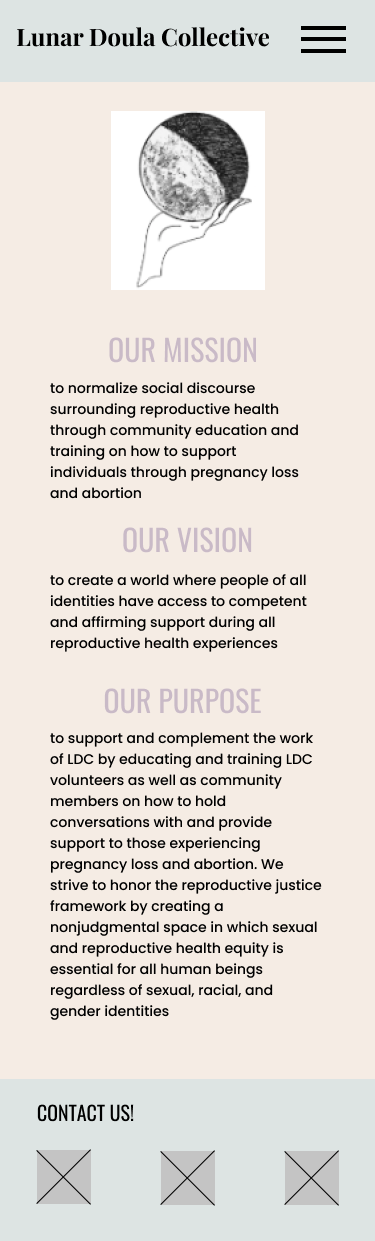 Lunar Doula Collective
OUR MISSION
to normalize social discourse
surrounding reproductive health
through community education and
training on how to support
individuals through pregnancy loss
and abortion
OUR VISION
to create a world where people of all
identities have access to competent
and affirming support during all
reproductive health experiences
OUR PURPOSE
to support and complement the work
of LDC by educating and training LDC
volunteers as well as community
members on how to hold
conversations with and provide
support to those experiencing
pregnancy loss and abortion. We
strive to honor the reproductive justice
framework by creating a
nonjudgmental space in which sexual
and reproductive health equity is
essential for all human beings
regardless of sexual, racial, and
gender identities
CONTACT US!